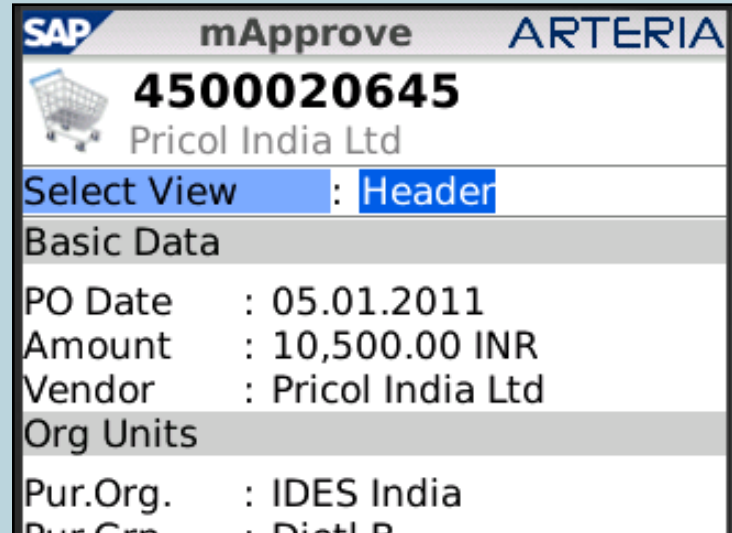 SAP mApprove ARTERIA
4500020645
Pricol India Ltd
Select View : Header
Basic Data
PO Date : 05.01.2011
Amount : 10,500.00 INR
Vendor : Pricol India Ltd
Org Units
Pur.Org. : IDES India